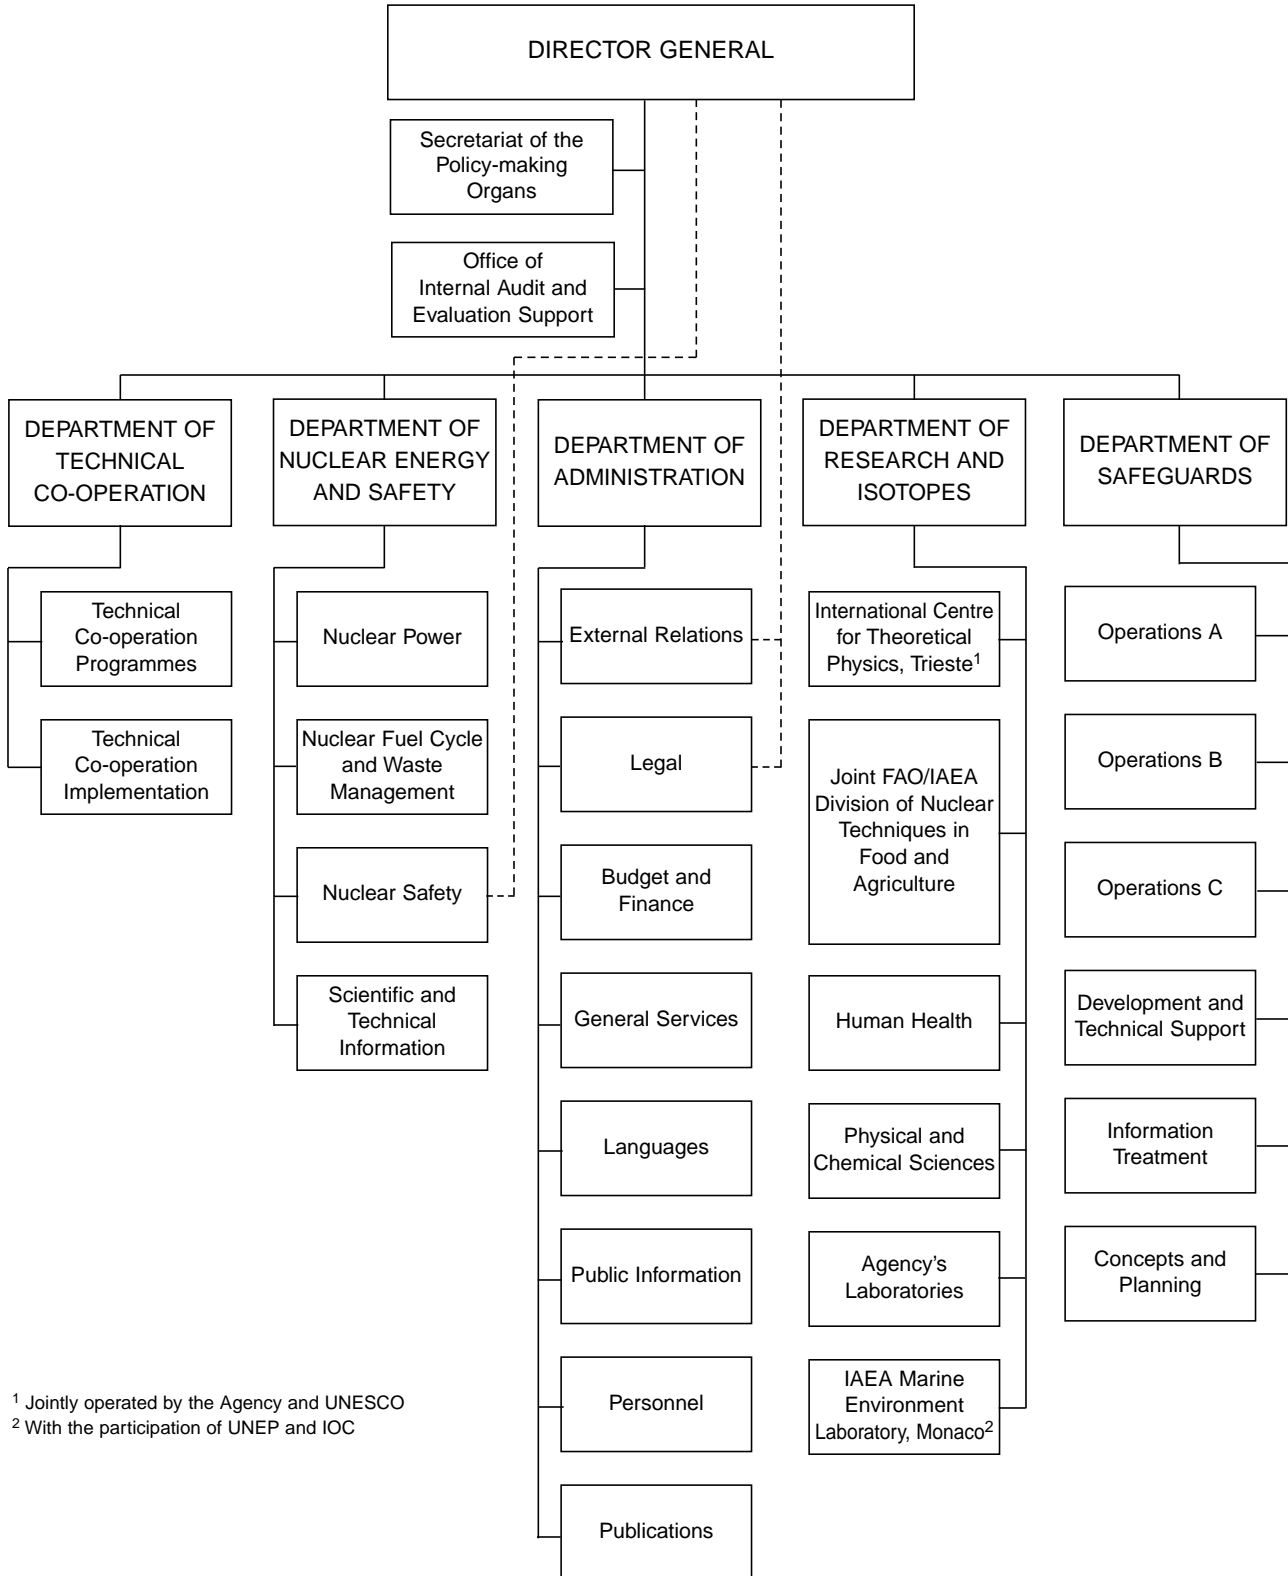 DIRECTOR GENERAL
Secretariat of the
Policy-making
Organs
Office of
Internal Audit and
Evaluation Support
DEPARTMENT OF
TECHNICAL
CO-OPERATION
DEPARTMENT OF
NUCLEAR ENERGY
AND SAFETY
DEPARTMENT OF
ADMINISTRATION
DEPARTMENT OF
RESEARCH AND
ISOTOPES
DEPARTMENT OF
SAFEGUARDS
Technical
Co-operation
Programmes
Technical
Co-operation
Implementation
Nuclear Power
Nuclear Fuel Cycle
and Waste
Management
Nuclear Safety
Scientific and
Technical
Information
External Relations
Legal
Budget and
Finance
General Services
Languages
Public Information
Personnel
Publications
International Centre
for Theoretical
Physics, Trieste¹
Joint FAO/IAEA
Division of Nuclear
Techniques in
Food and
Agriculture
Human Health
Physical and
Chemical Sciences
Agency’s
Laboratories
IAEA Marine
Environment
Laboratory, Monaco²
Operations A
Operations B
Operations C
Development and
Technical Support
Information
Treatment
Concepts and
Planning
¹ Jointly operated by the Agency and UNESCO
² With the participation of UNEP and IOC